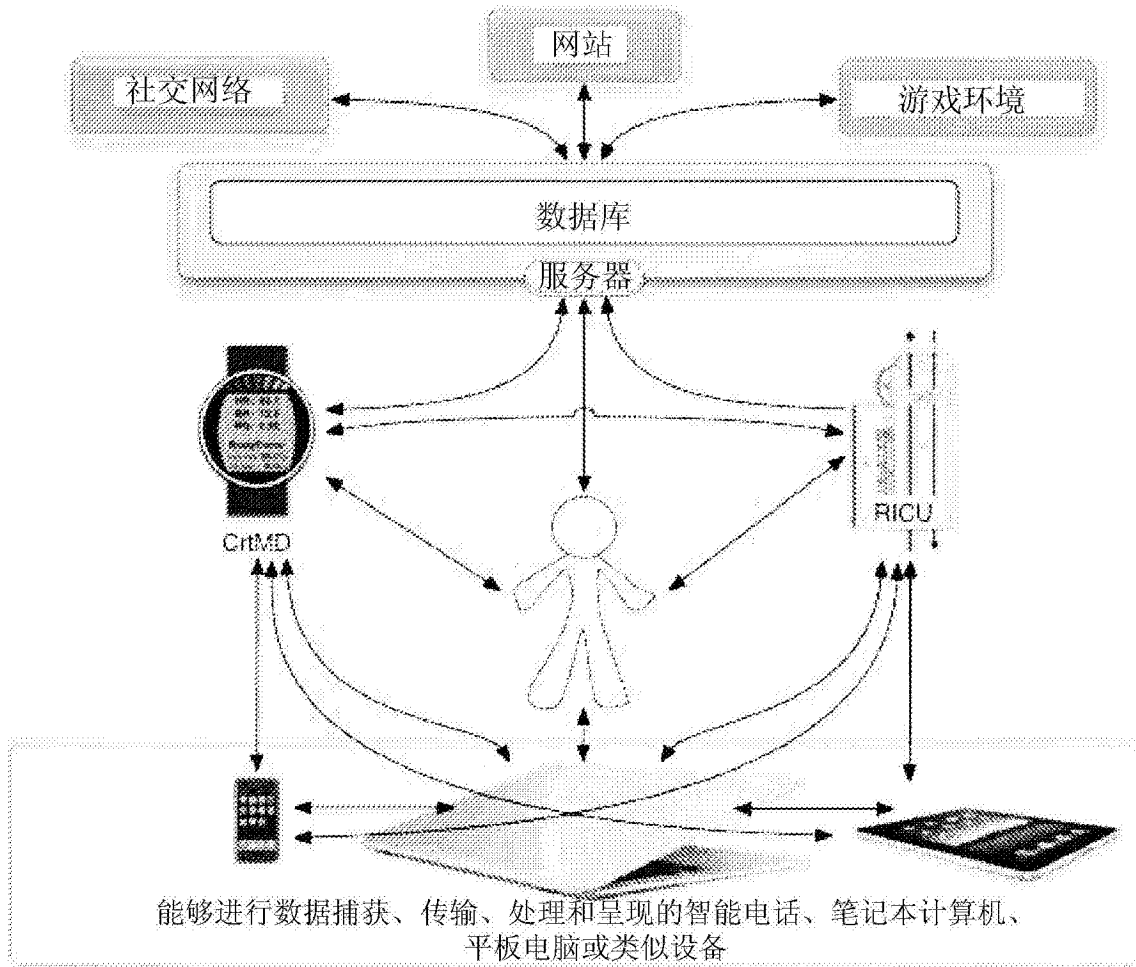 网站
社交网络
游戏环境
数据库
服务器
RICU
CrtMD
能够进行数据捕获、传输、处理和呈现的智能电话、笔记本计算机、
平板电脑或类似设备